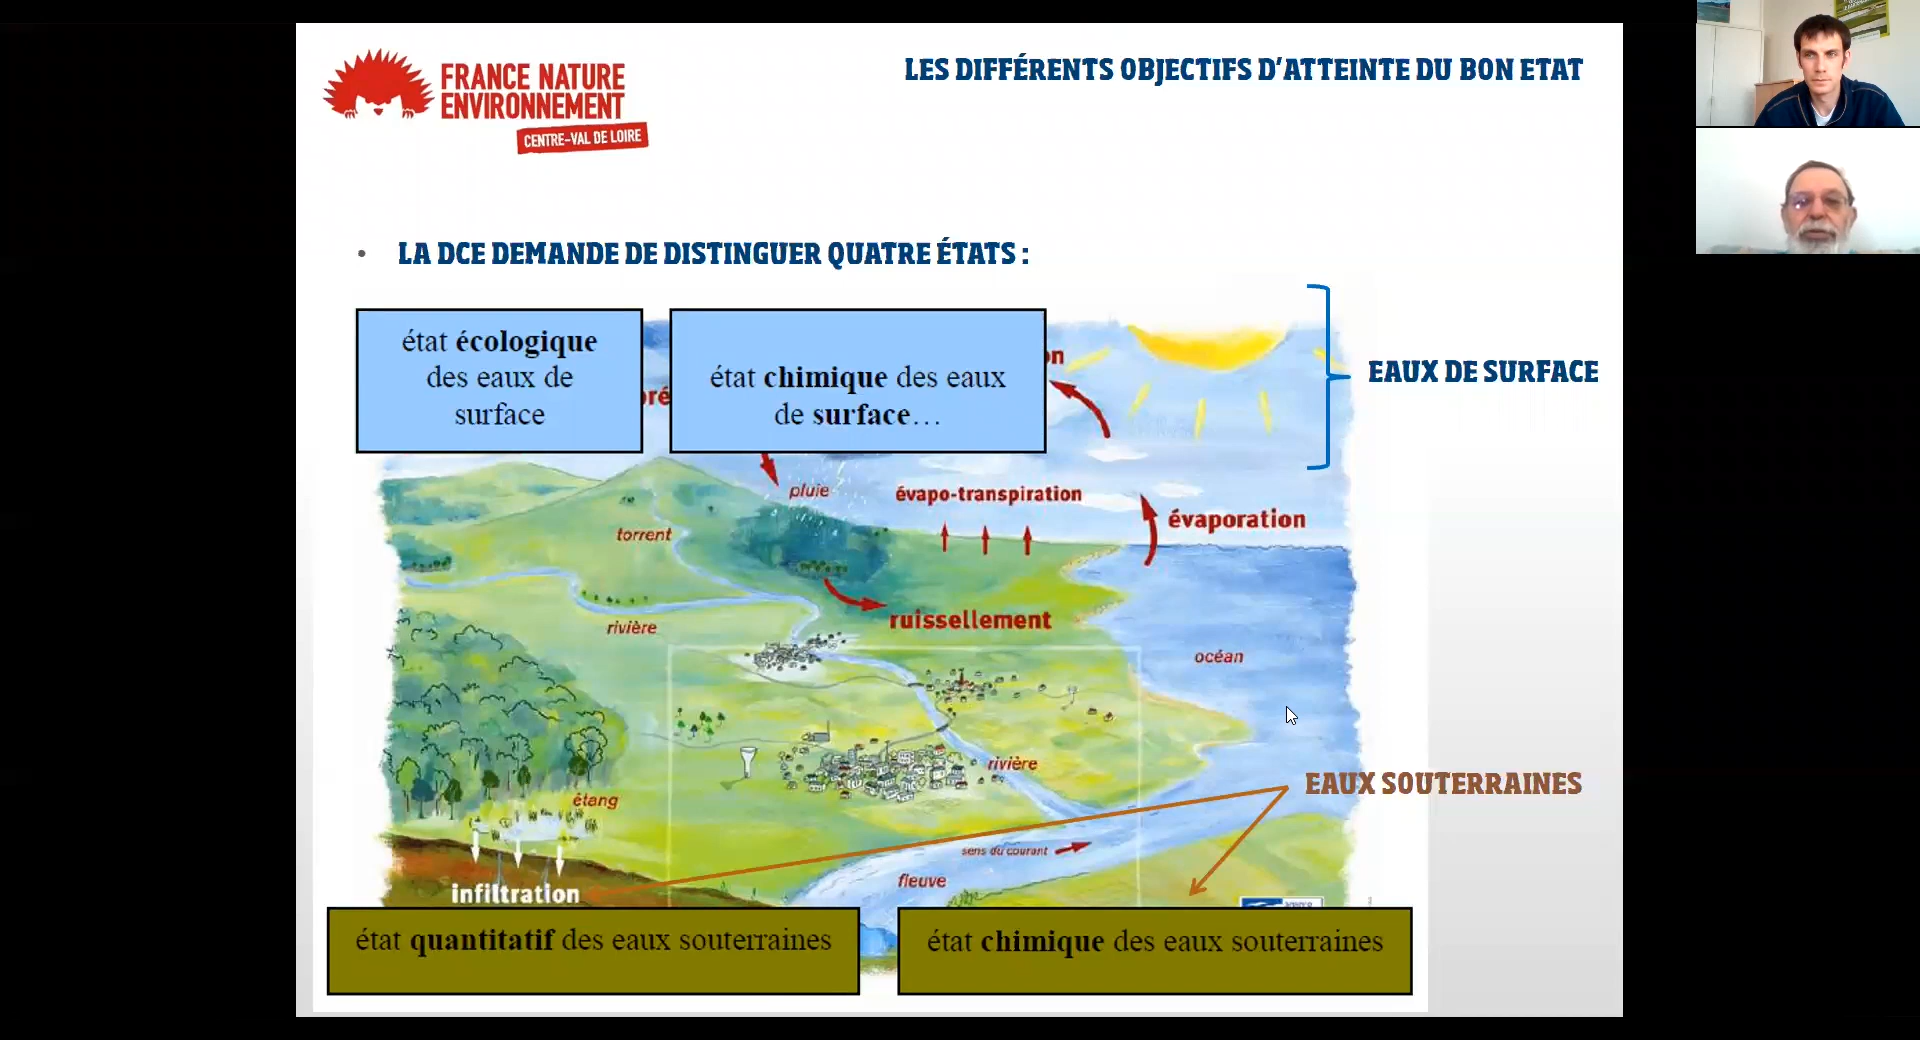 FRANCE NATURE
ENVIRONNEMENT
CENTRE-VAL DE LOIRE
LES DIFFÉRENTS OBJECTIFS D'ATTEINTE DU BON ETAT
• LA DCE DEMANDE DE DISTINGUER QUATRE ÉTATS :
état écologique
des eaux de
surface
état chimique des eaux
de surface…
EAUX DE SURFACE
pluie
évapo-transpiration
évaporation
torrent
ruissellement
rivière
océan
rivière
EAUX SOUTERRAINES
étang
sens du courant
fleuve
infiltration
état quantitatif des eaux souterraines
état chimique des eaux souterraines